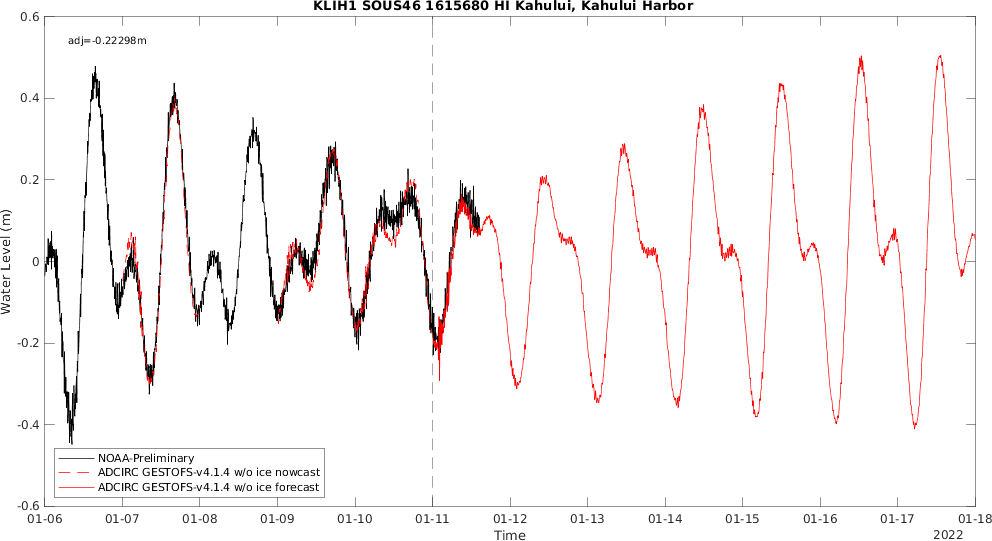 KLIH1 SOUS46 1615680 HI Kahului, Kahului Harbor
adj=-0.22298m
0.6
0.4
0.2
0
-0.2
-0.4
-0.6
Water Level (m)
NOAA-Preliminary
ADCIRC GESTOFS-v4.1.4 w/o ice nowcast
ADCIRC GESTOFS-v4.1.4 w/o ice forecast
01-06 01-07 01-08 01-09 01-10 01-11 01-12 01-13 01-14 01-15 01-16 01-17 01-18
Time
2022